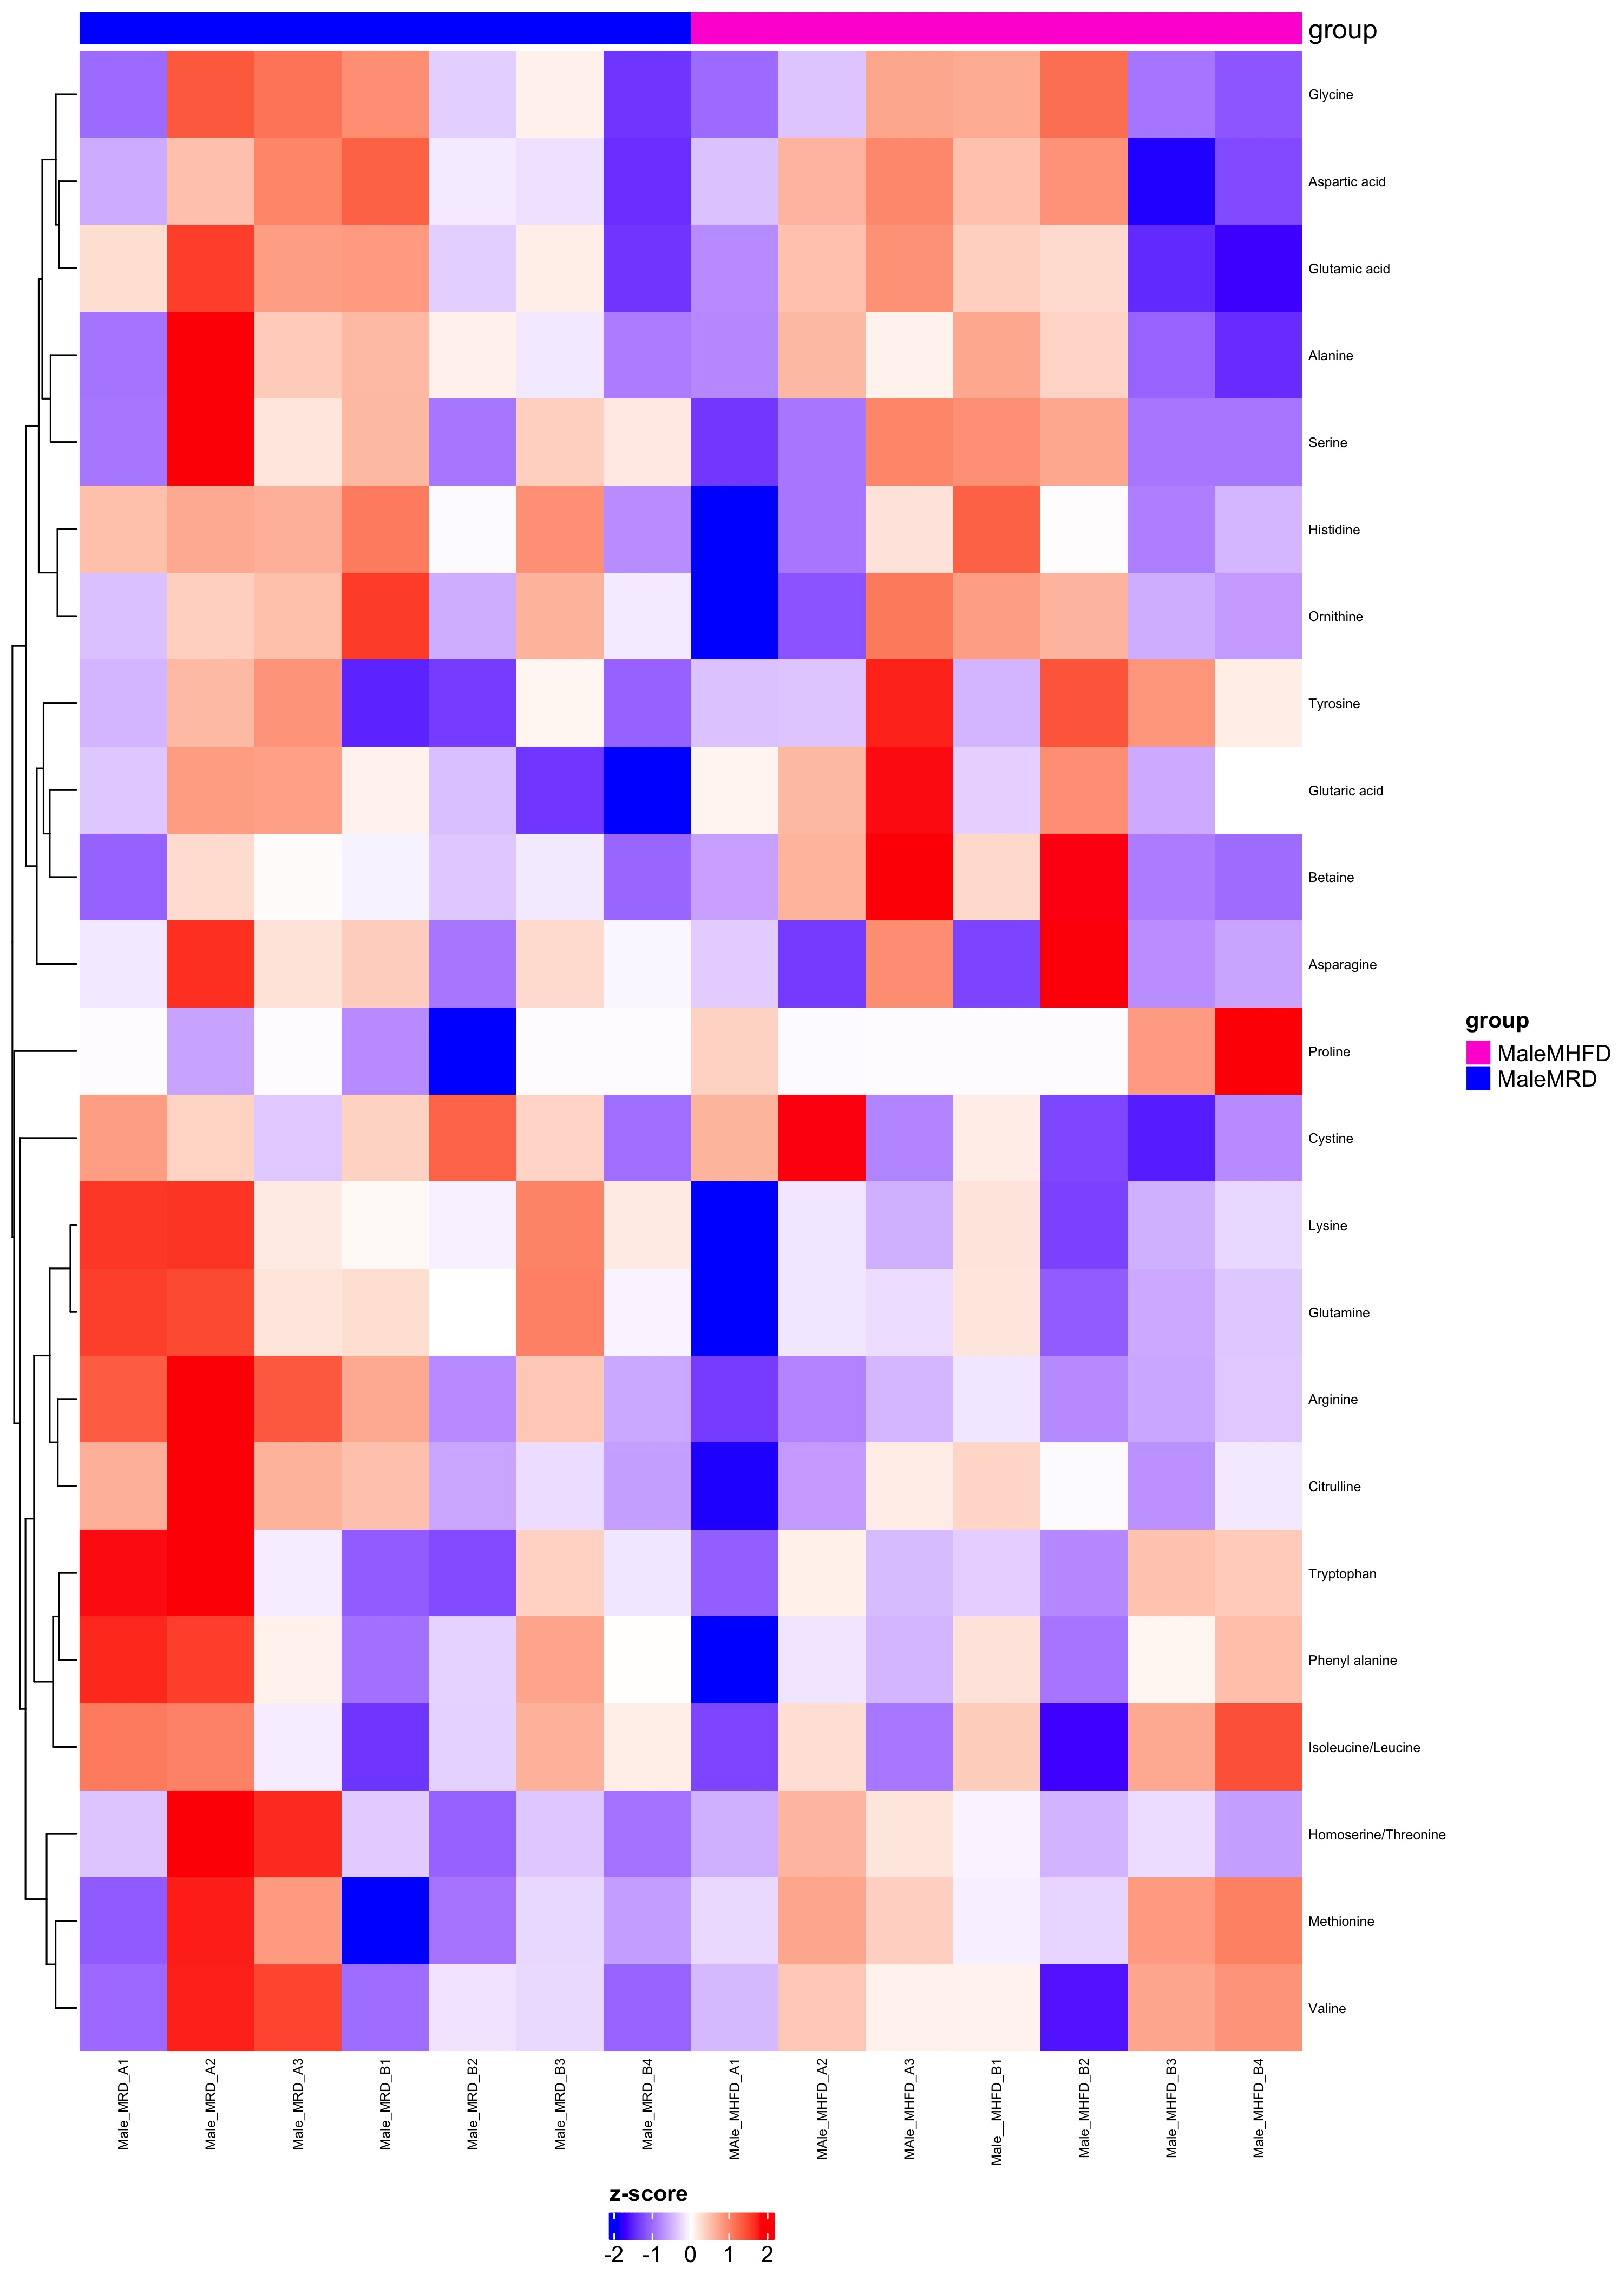 group
Glycine
Aspartic acid
Glutamic acid
Alanine
Serine
Histidine
Ornithine
Tyrosine
Glutaric acid
Betaine
Asparagine
Proline
Cystine
Lysine
Glutamine
Arginine
Citrulline
Tryptophan
Phenyl alanine
Isoleucine/Leucine
Homoserine/Threonine
Methionine
Valine
group
MaleMHFD
MaleMRD
Male_MRD_A1
Male_MRD_A2
Male_MRD_A3
Male_MRD_B1
Male_MRD_B2
Male_MRD_B3
Male_MRD_B4
MAle_MHFD_A1
MAle_MHFD_A2
MAle_MHFD_A3
Male__MHFD_B1
Male_MHFD_B2
Male_MHFD_B3
Male_MHFD_B4
z-score
-2 -1 0 1 2